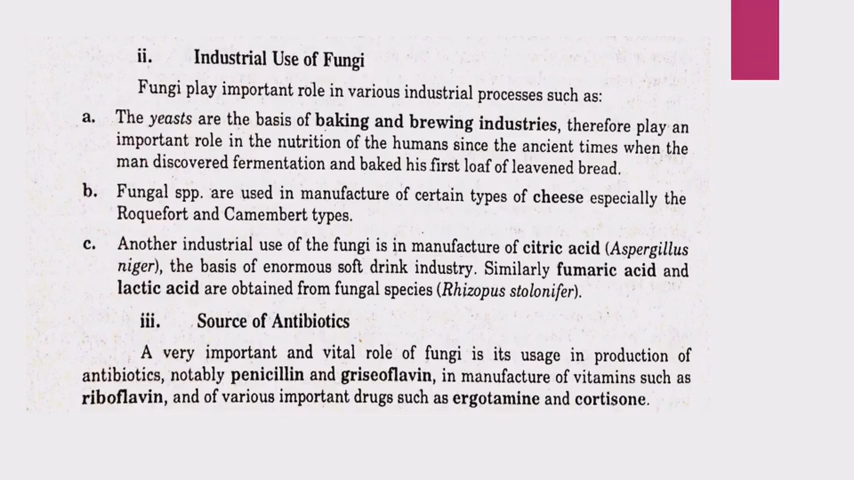 ii. Industrial Use of Fungi
Fungi play important role in various industrial processes such as:
a. The yeasts are the basis of baking and brewing industries, therefore play an
important role in the nutrition of the humans since the ancient times when the
man discovered fermentation and baked his first loaf of leavened bread.
b. Fungal spp. are used in manufacture of certain types of cheese especially the
Roquefort and Camembert types.
c. Another industrial use of the fungi is in manufacture of citric acid (Aspergillus
niger), the basis of enormous soft drink industry. Similarly fumaric acid and
lactic acid are obtained from fungal species (Rhizopus stolonifer).
iii. Source of Antibiotics
A very important and vital role of fungi is its usage in production of
antibiotics, notably penicillin and griseoflavin, in manufacture of vitamins such as
riboflavin, and of various important drugs such as ergotamine and cortisone.